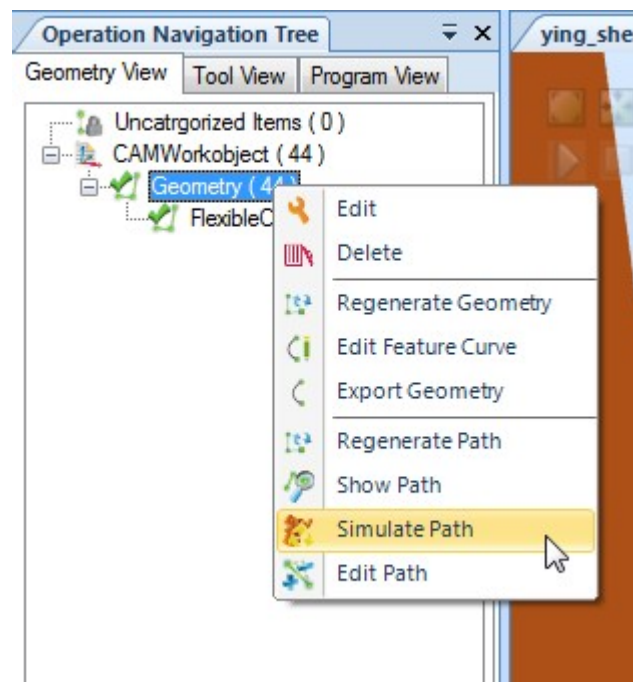 Operation Navigation Tree
ying_she
Geometry View Tool View Program View
Uncatrgorized Items ( 0 )
CAMWorkobject ( 44 )
Geometry ( 44 )
FlexibleC
Edit
Delete
Regenerate Geometry
Edit Feature Curve
Export Geometry
Regenerate Path
Show Path
Simulate Path
Edit Path